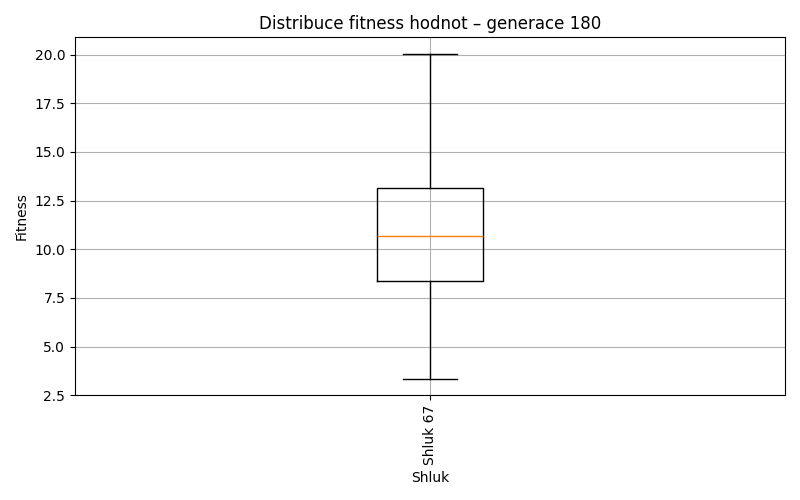 Distribuce fitness hodnot – generace 180
20.0
17.5
15.0
12.5
10.0
7.5
5.0
2.5
Fitness
Shluk 67
Shluk